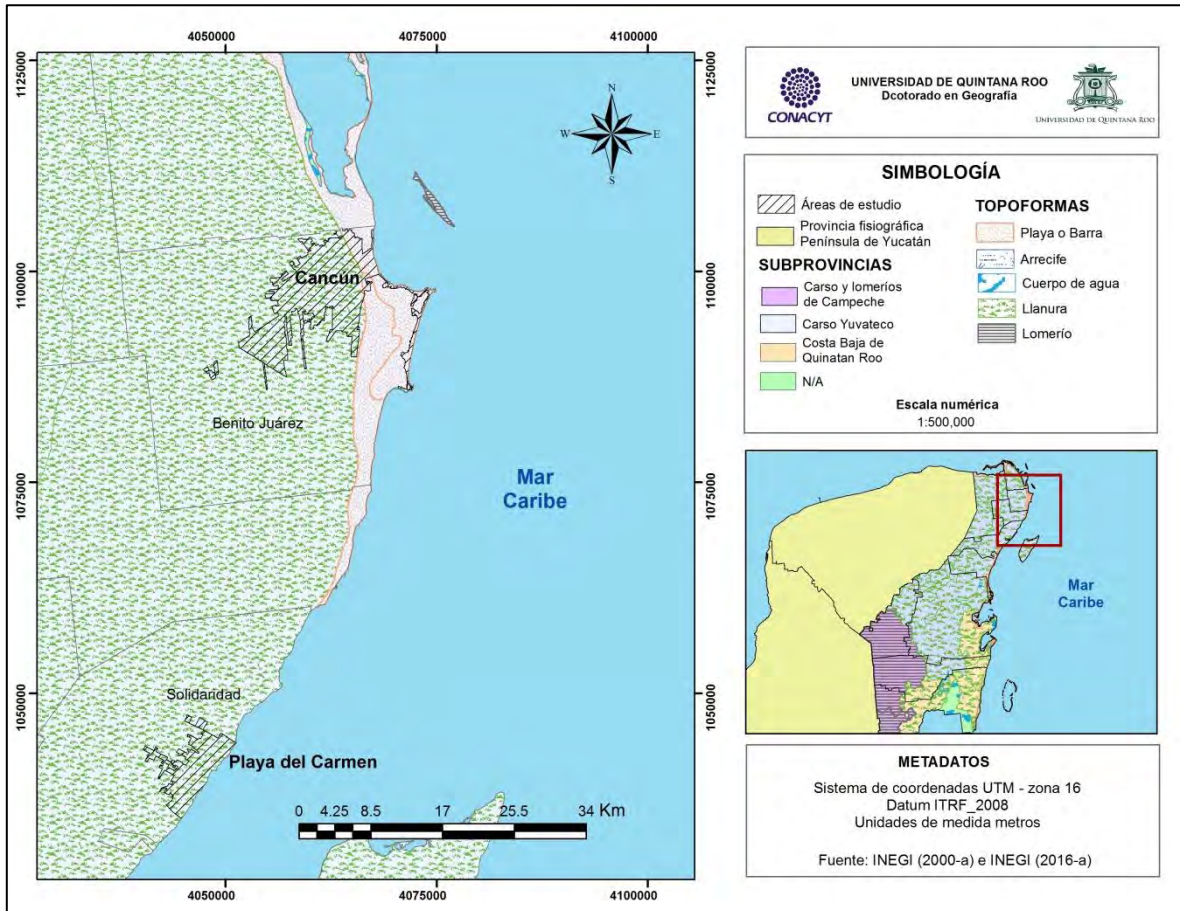 4050000
4075000
4100000
1125000
1100000
1075000
1050000
N
W
E
S
Cancún
Benito Juárez
Mar
Caribe
Solidaridad
Playa del Carmen
0 4.25 8.5 17 25.5 34 Km
4050000
4075000
4100000
1125000
1100000
1075000
1050000
CONACYT
UNIVERSIDAD DE QUINTANA ROO
Dcotorado en Geografía
UNIVERSIDAD DE QUINTANA ROO
SIMBOLOGÍA
Áreas de estudio
Provincia fisiográfica
Península de Yucatán
SUBPROVINCIAS
Carso y lomeríos
de Campeche
Carso Yuvateco
Costa Baja de
Quinatan Roo
N/A
TOPOFORMAS
Playa o Barra
Arrecife
Cuerpo de agua
Llanura
Lomerío
Escala numérica
1:500,000
Mar
Caribe
METADATOS
Sistema de coordenadas UTM - zona 16
Datum ITRF_2008
Unidades de medida metros
Fuente: INEGI (2000-a) e INEGI (2016-a)